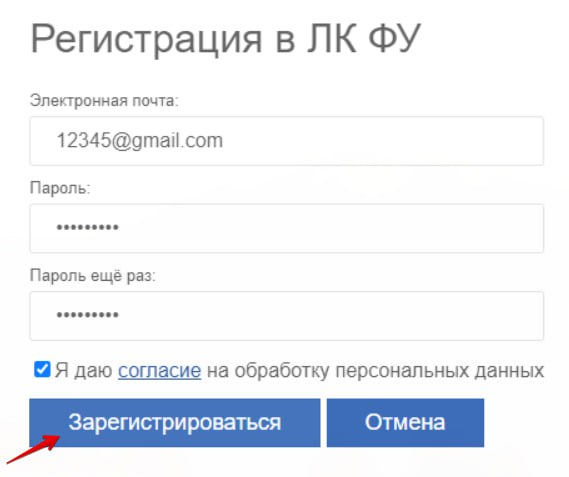 Регистрация в ЛК ФУ
Электронная почта:
12345@gmail.com
Пароль:
•••••••••
Пароль ещё раз:
•••••••••
Я даю согласие на обработку персональных данных
Зарегистрироваться Отмена